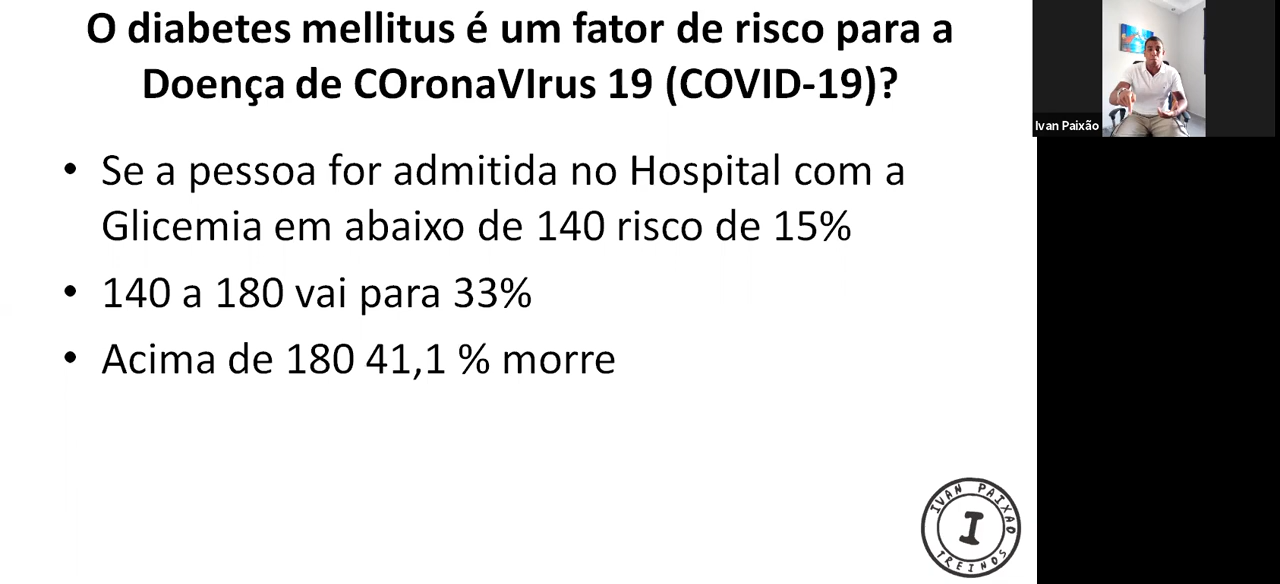 O diabetes mellitus é um fator de risco para a
Doença de COronaVIrus 19 (COVID-19)?
• Se a pessoa for admitida no Hospital com a
Glicemia em abaixo de 140 risco de 15%
• 140 a 180 vai para 33%
• Acima de 180 41,1 % morre
Ivan Paixão
IVAN PAIXAO
I
TREINOS